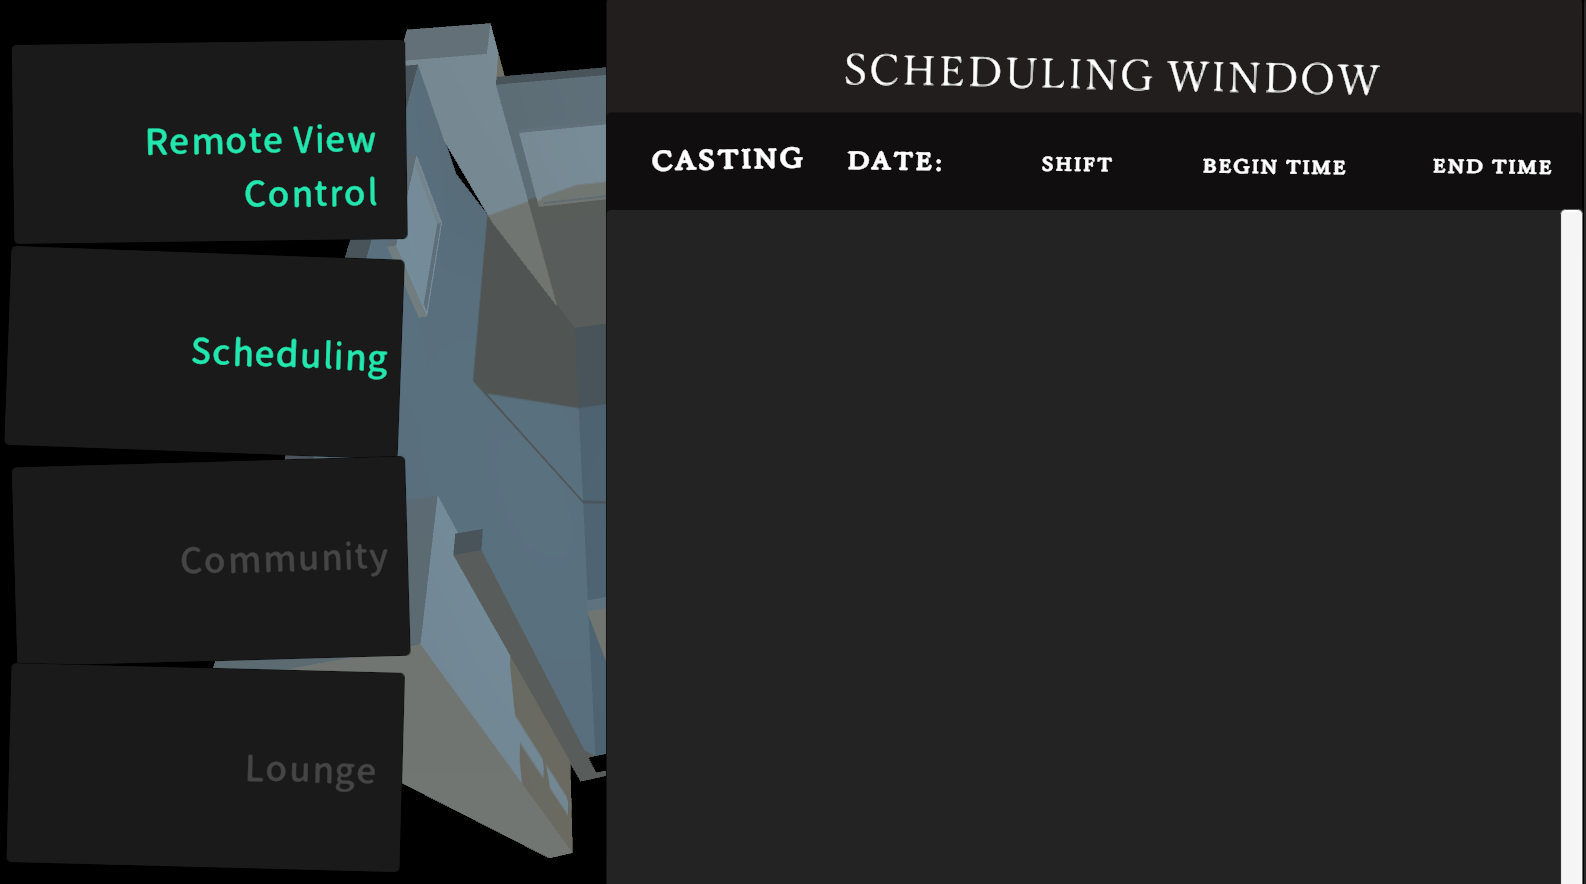 Remote View
Control
Scheduling
Community
Lounge
SCHEDULING WINDOW
CASTING DATE: SHIFT BEGIN TIME END TIME